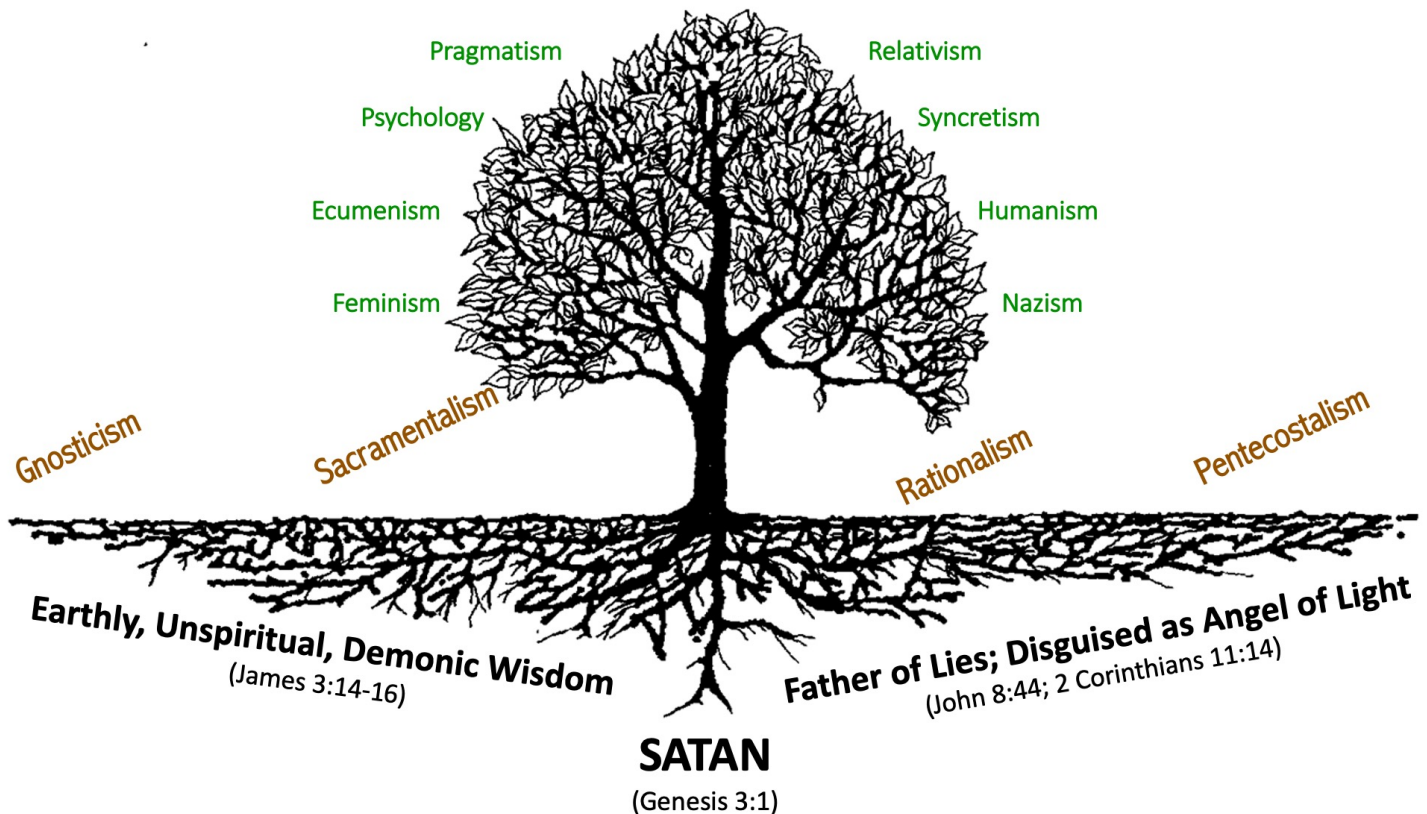 Pragmatism
Relativism
Psychology
Syncretism
Ecumenism
Humanism
Feminism
Nazism
Gnosticism
Sacramentalism
Rationalism
Pentecostalism
Earthly, Unspiritual, Demonic Wisdom
(James 3:14-16)
Father of Lies; Disguised as Angel of Light
(John 8:44; 2 Corinthians 11:14)
SATAN
(Genesis 3:1)